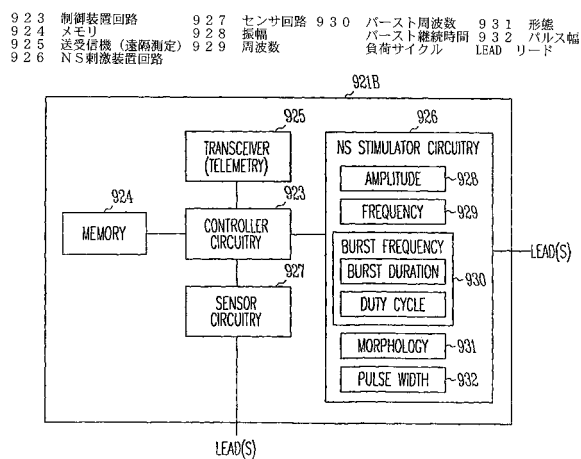 ９２３ 制御装置回路 ９２７ センサ回路 ９３０ バースト周波数 ９３１ 形態
９２４ メモリ ９２８ 振幅 バースト継続時間 ９３２ パルス幅
９２５ 送受信機（遠隔測定） ９２９ 周波数 負荷サイクル LEAD リード
９２６ ＮＳ刺激装置回路
921B
925
TRANSCEIVER
(TELEMETRY)
926
NS STIMULATOR CIRCUITRY
AMPLITUDE 928
FREQUENCY 929
924
MEMORY
923
CONTROLLER
CIRCUITRY
BURST FREQUENCY
BURST DURATION
DUTY CYCLE
930
LEAD(S)
927
SENSOR
CIRCUITRY
MORPHOLOGY 931
PULSE WIDTH 932
LEAD(S)